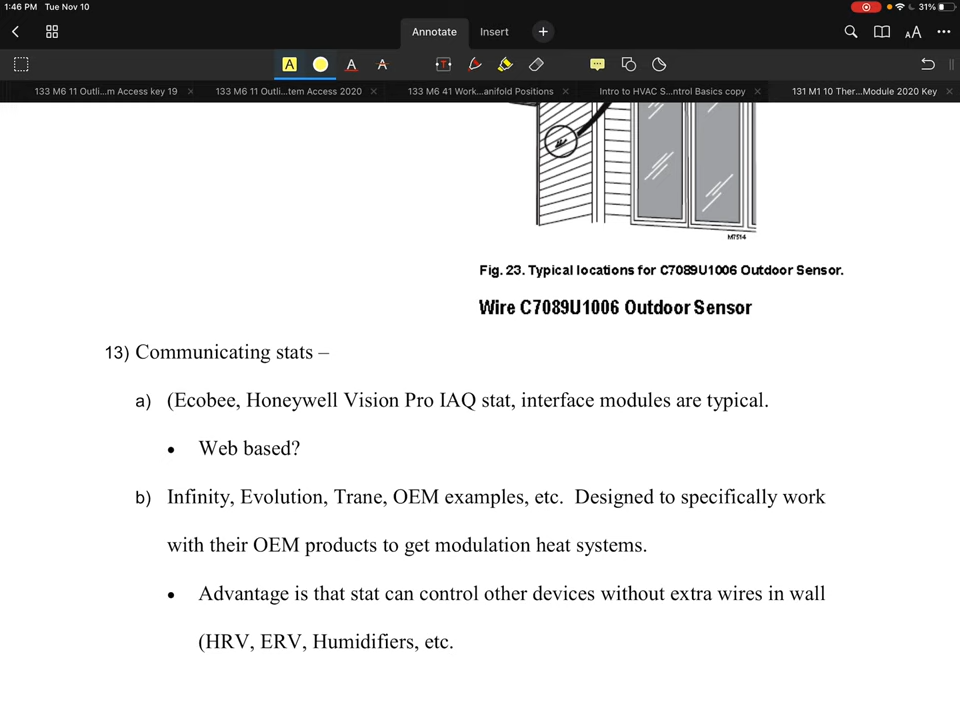 1:46 PM Tue Nov 10
31%
Annotate
Insert
AA
A
A
A
T
133 M6 11 Outli...m Access key 19
133 M6 11 Outli...tem Access 2020
133 M6 41 Work...anifold Positions
Intro to HVAC S...ntrol Basics copy
131 M1 10 Ther...Module 2020 Key
M7514
Fig. 23. Typical locations for C7089U1006 Outdoor Sensor.
Wire C7089U1006 Outdoor Sensor
13) Communicating stats –
a) (Ecobee, Honeywell Vision Pro IAQ stat, interface modules are typical.
• Web based?
b) Infinity, Evolution, Trane, OEM examples, etc. Designed to specifically work
with their OEM products to get modulation heat systems.
• Advantage is that stat can control other devices without extra wires in wall
(HRV, ERV, Humidifiers, etc.